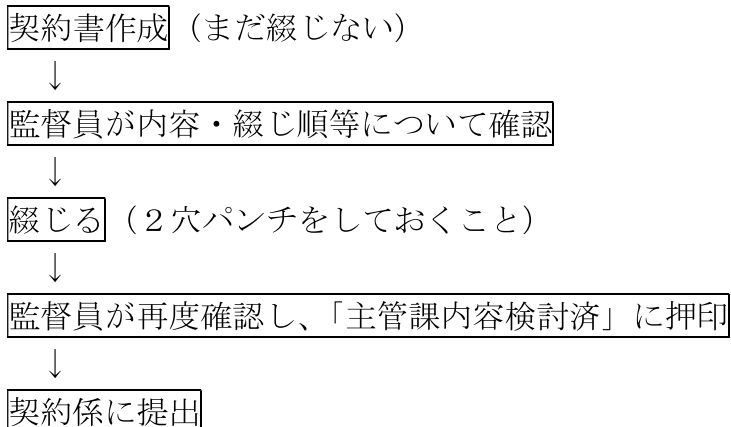 契約書作成（まだ綴じない）
↓
監督員が内容・綴じ順等について確認
↓
綴じる（２穴パンチをしておくこと）
↓
監督員が再度確認し、「主管課内容検討済」に押印
↓
契約係に提出